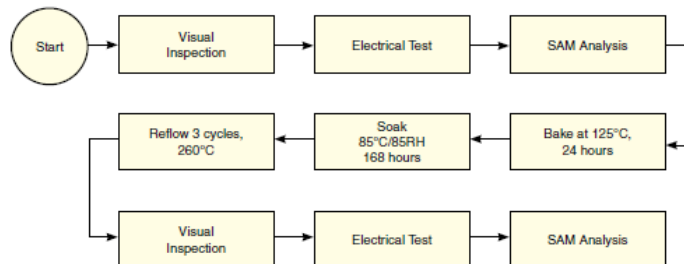 Start
Visual
Inspection
Electrical Test
SAM Analysis
Bake at 125°C,
24 hours
Soak
85°C/85RH
168 hours
Reflow 3 cycles,
260°C
Visual
Inspection
Electrical Test
SAM Analysis